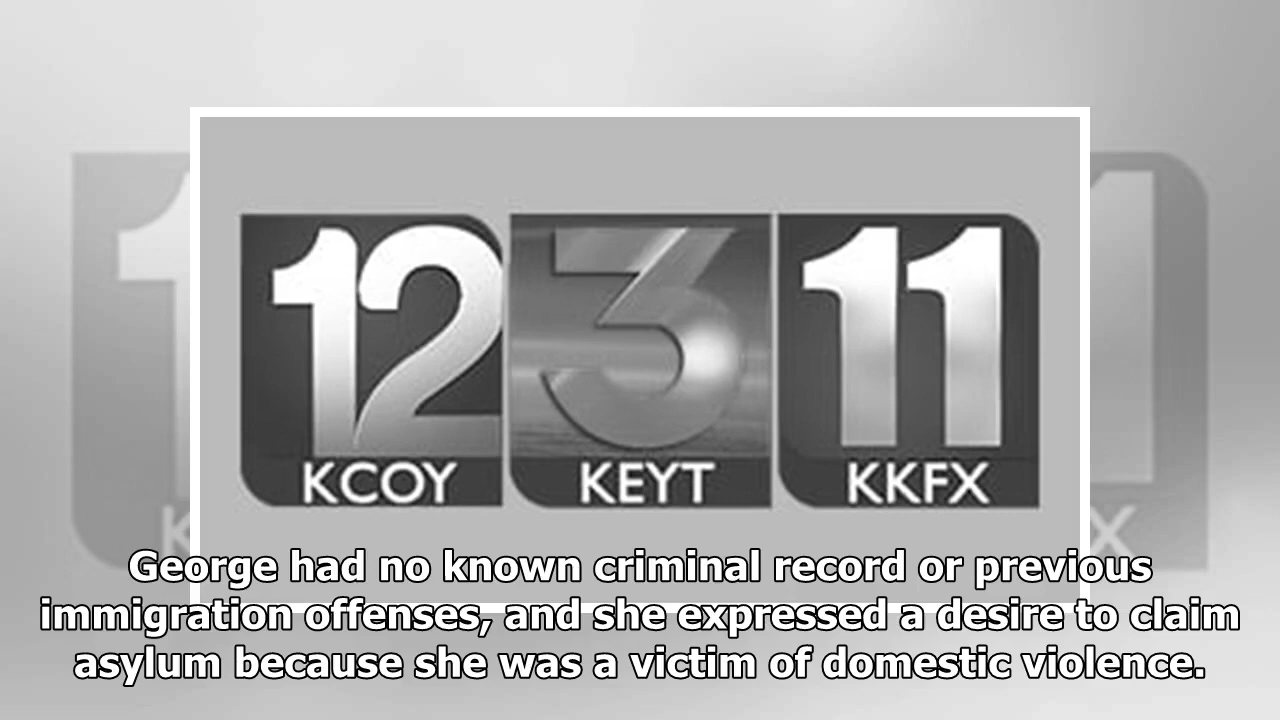 12 3 11
KCOY KEYT KKFX
George had no known criminal record or previous
immigration offenses, and she expressed a desire to claim
asylum because she was a victim of domestic violence.